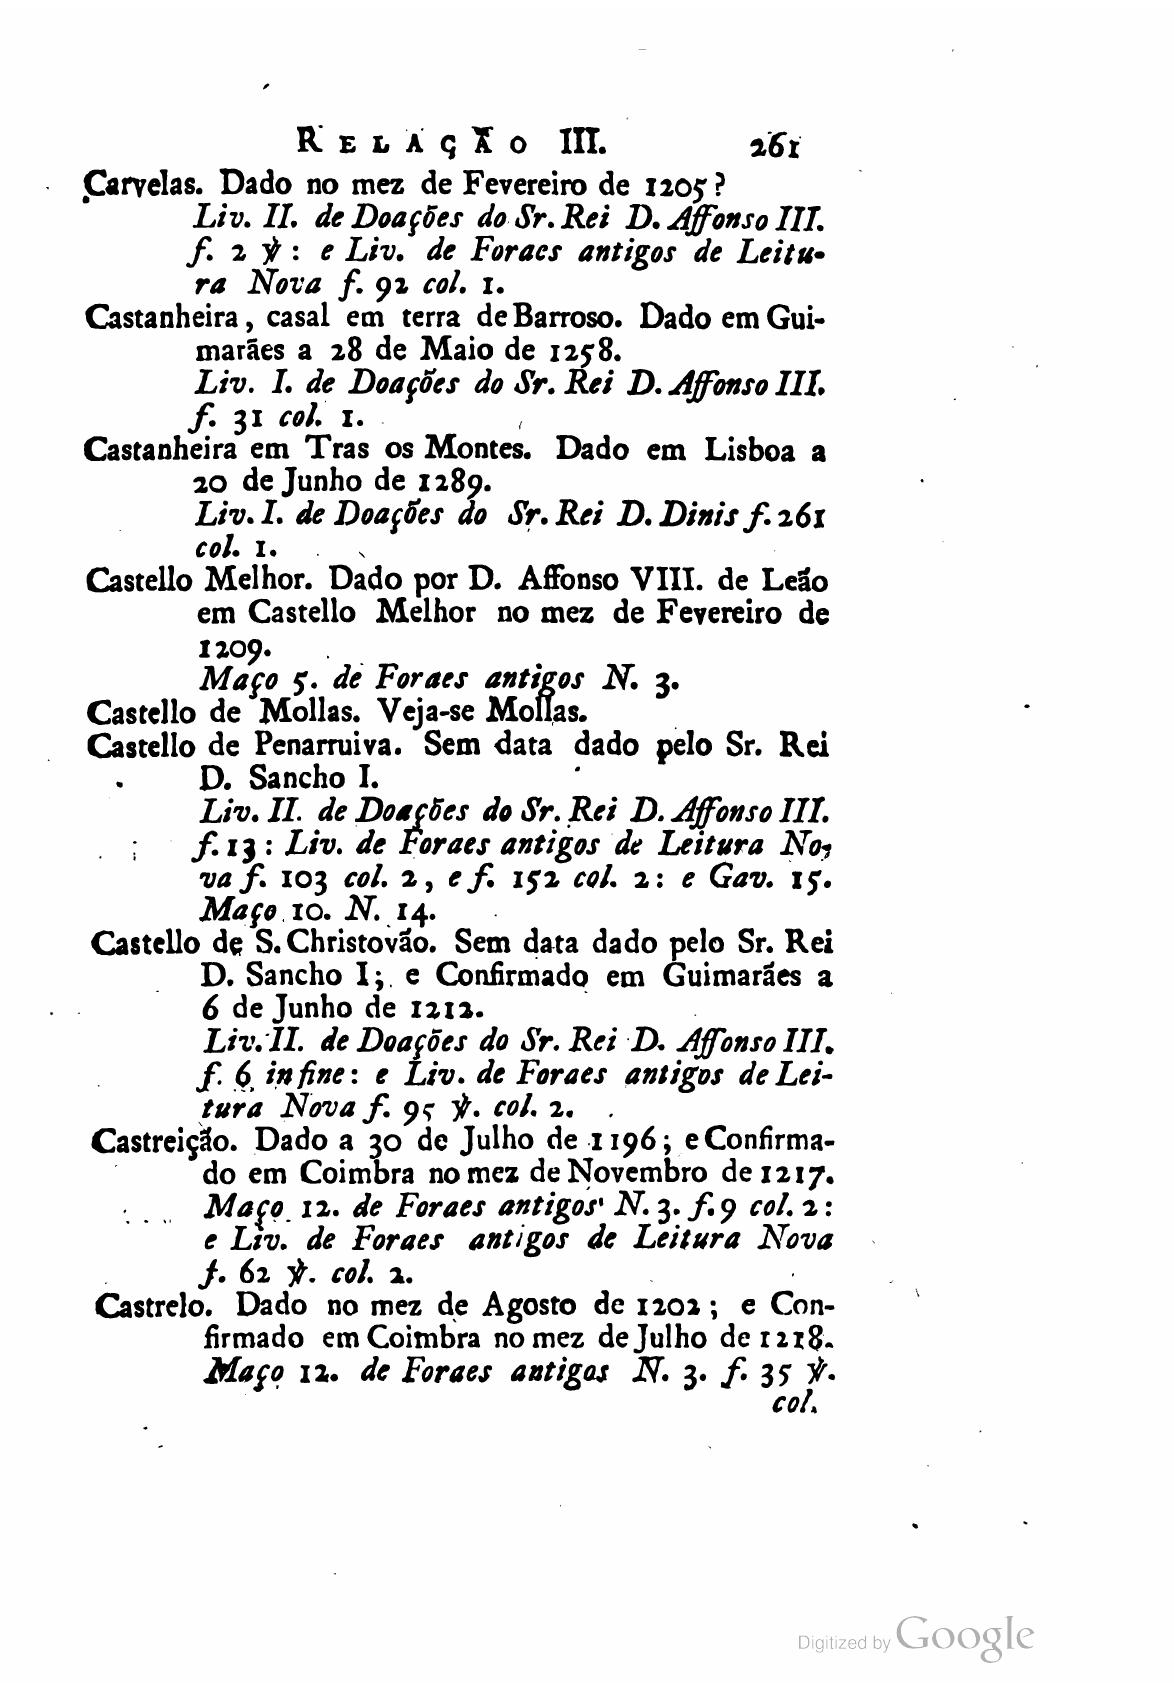 RELAÇÃO III. 261
Carvelas. Dado no mez de Fevereiro de 1205?
Liv. II. de Doações do Sr. Rei D. Affonso III.
f. 2 ℣ : e Liv. de Foraes antigos de Leitu-
ra Nova f. 92 col. 1.
Castanheira, casal em terra de Barroso. Dado em Gui-
marães a 28 de Maio de 1258.
Liv. I. de Doações do Sr. Rei D. Affonso III.
f. 31 col. 1.
Castanheira em Tras os Montes. Dado em Lisboa a
20 de Junho de 1289.
Liv. I. de Doações do Sr. Rei D. Dinis f. 261
col. 1.
Castello Melhor. Dado por D. Affonso VIII. de Leão
em Castello Melhor no mez de Fevereiro de
1209.
Maço 5. de Foraes antigos N. 3.
Castello de Mollas. Veja-se Mollas.
Castello de Penarruiva. Sem data dado pelo Sr. Rei
D. Sancho I.
Liv. II. de Doações do Sr. Rei D. Affonso III.
f. 13 : Liv. de Foraes antigos de Leitura No-
va f. 103 col. 2, e f. 152 col. 2: e Gav. 15.
Maço 10. N. 14.
Castello de S. Christovão. Sem data dado pelo Sr. Rei
D. Sancho I; e Confirmado em Guimarães a
6 de Junho de 1212.
Liv. II. de Doações do Sr. Rei D. Affonso III.
f. 6 in fine: e Liv. de Foraes antigos de Lei-
tura Nova f. 95 ℣. col. 2.
Castreição. Dado a 30 de Julho de 1196; e Confirma-
do em Coimbra no mez de Novembro de 1217.
Maço 12. de Foraes antigos N. 3. f. 9 col. 2:
e Liv. de Foraes antigos de Leitura Nova
f. 62 ℣. col. 2.
Castrelo. Dado no mez de Agosto de 1202; e Con-
firmado em Coimbra no mez de Julho de 1218.
Maço 12. de Foraes antigos N. 3. f. 35 ℣.
col.
Digitized by Google